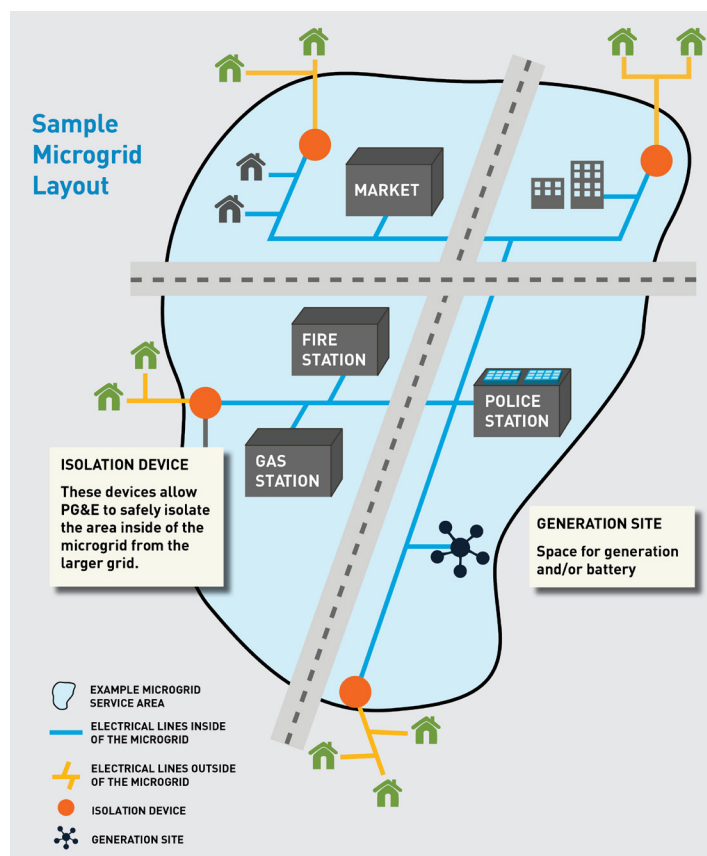 Sample
Microgrid
Layout
MARKET
FIRE
STATION
POLICE
STATION
GAS
STATION
ISOLATION DEVICE
These devices allow
PG&E to safely isolate
the area inside of the
microgrid from the
larger grid.
GENERATION SITE
Space for generation
and/or battery
EXAMPLE MICROGRID
SERVICE AREA
ELECTRICAL LINES INSIDE
OF THE MICROGRID
ELECTRICAL LINES OUTSIDE
OF THE MICROGRID
ISOLATION DEVICE
GENERATION SITE